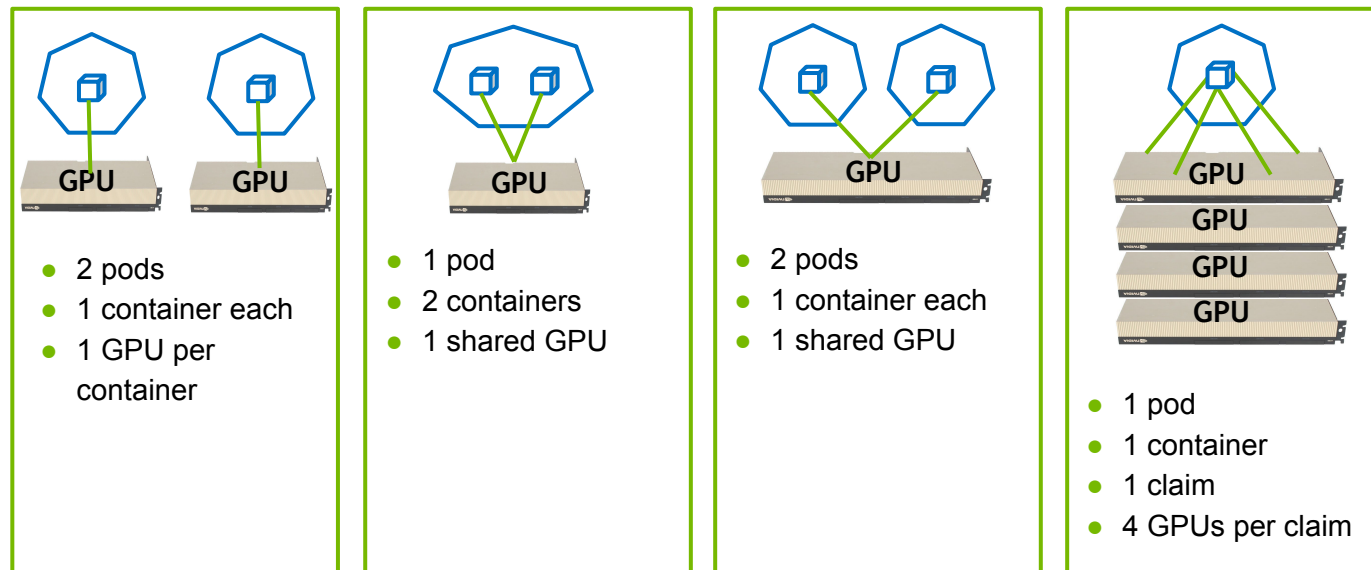 GPU
GPU
2 pods
1 container each
1 GPU per
container
GPU
1 pod
2 containers
1 shared GPU
GPU
2 pods
1 container each
1 shared GPU
GPU
GPU
GPU
GPU
1 pod
1 container
1 claim
4 GPUs per claim